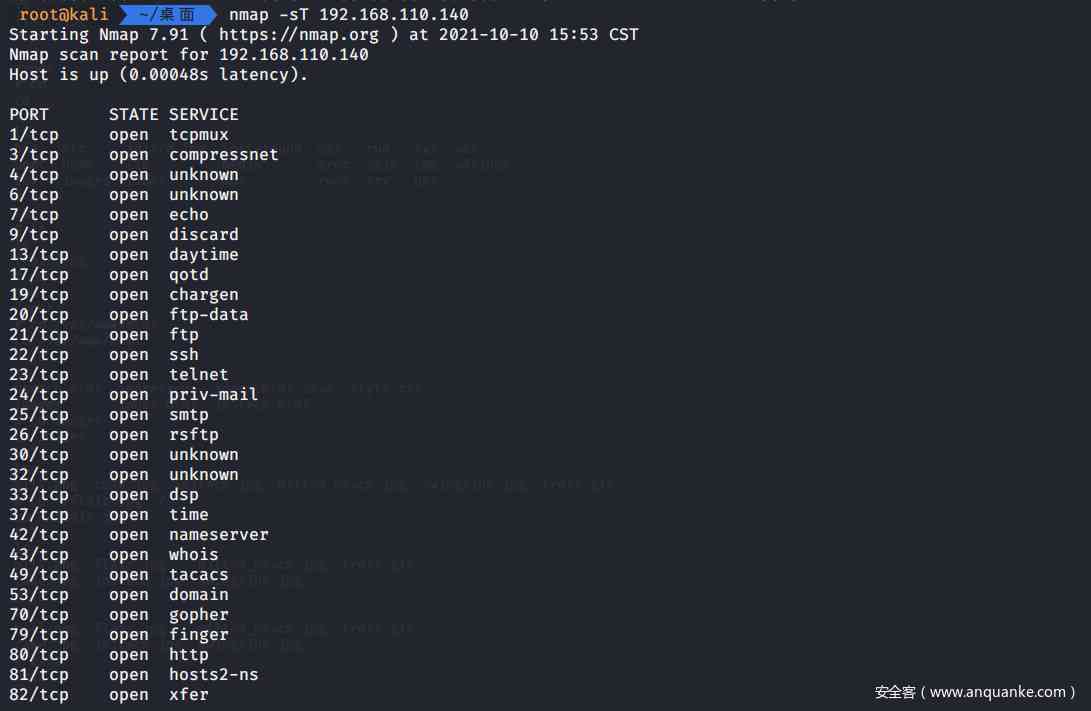 root@kali ~/桌面 nmap -sT 192.168.110.140
Starting Nmap 7.91 ( https://nmap.org ) at 2021-10-10 15:53 CST
Nmap scan report for 192.168.110.140
Host is up (0.00048s latency).
PORT STATE SERVICE
1/tcp open tcpmux
3/tcp open compressnet
4/tcp open unknown
6/tcp open unknown
7/tcp open echo
9/tcp open discard
13/tcp open daytime
17/tcp open qotd
19/tcp open chargen
20/tcp open ftp-data
21/tcp open ftp
22/tcp open ssh
23/tcp open telnet
24/tcp open priv-mail
25/tcp open smtp
26/tcp open rsftp
30/tcp open unknown
32/tcp open unknown
33/tcp open dsp
37/tcp open time
42/tcp open nameserver
43/tcp open whois
49/tcp open tacacs
53/tcp open domain
70/tcp open gopher
79/tcp open finger
80/tcp open http
81/tcp open hosts2-ns
82/tcp open xfer
安全客 ( www.anquanke.com )